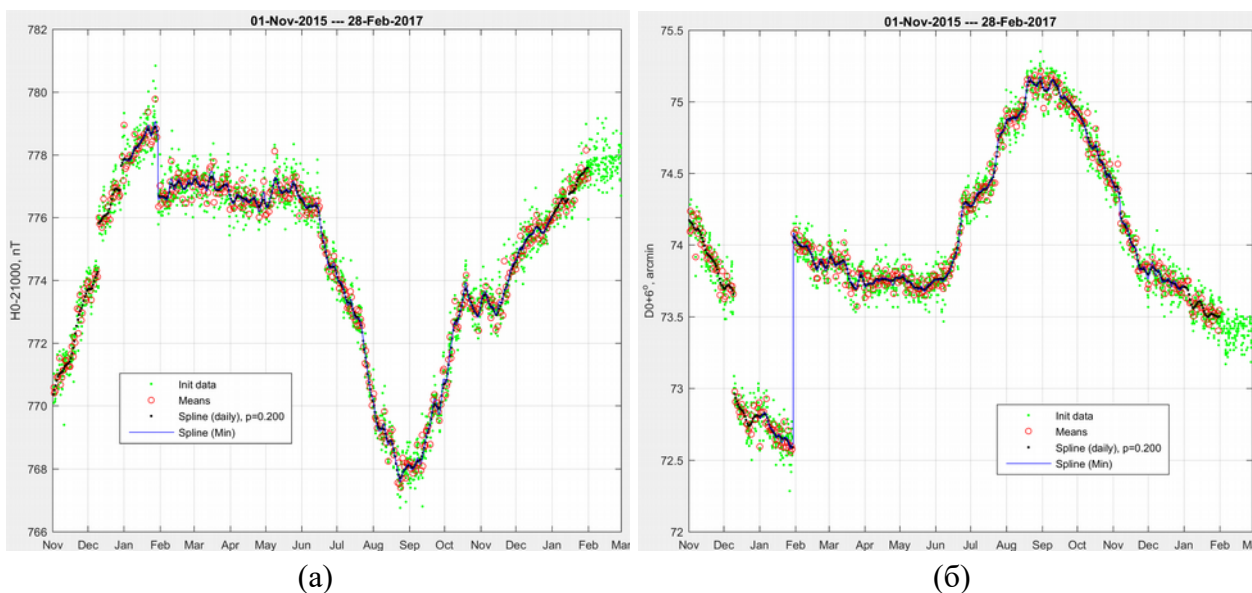 01-Nov-2015 --- 28-Feb-2017
782
780
778
776
774
772
770
768
766
H0-21000, nT
Init data
Means
Spline (daily), p=0.200
Spline (Min)
Nov Dec Jan Feb Mar Apr May Jun Jul Aug Sep Oct Nov Dec Jan Feb Mar
(а)
01-Nov-2015 --- 28-Feb-2017
75.5
75
74.5
74
73.5
73
72.5
72
D0+6°, arcmin
Init data
Means
Spline (daily), p=0.200
Spline (Min)
Nov Dec Jan Feb Mar Apr May Jun Jul Aug Sep Oct Nov Dec Jan Feb M
(б)